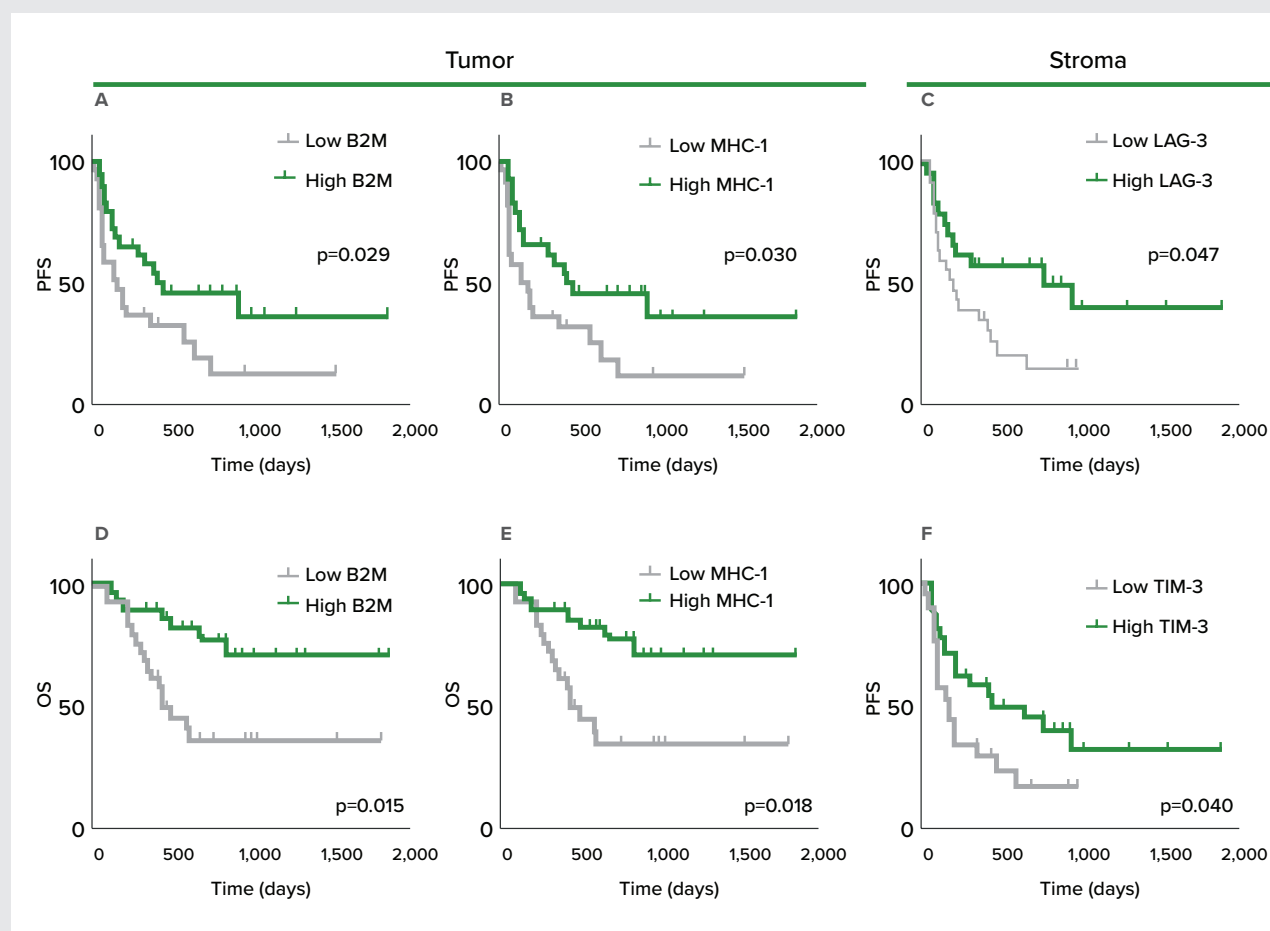 Tumor
Stroma
A
Low B2M
High B2M
p=0.029
PFS
100
50
0
0 500 1,000 1,500 2,000
Time (days)
B
Low MHC-1
High MHC-1
p=0.030
PFS
100
50
0
0 500 1,000 1,500 2,000
Time (days)
C
Low LAG-3
High LAG-3
p=0.047
PFS
100
50
0
0 500 1,000 1,500 2,000
Time (days)
D
Low B2M
High B2M
p=0.015
OS
100
50
0
0 500 1,000 1,500 2,000
Time (days)
E
Low MHC-1
High MHC-1
p=0.018
OS
100
50
0
0 500 1,000 1,500 2,000
Time (days)
F
Low TIM-3
High TIM-3
p=0.040
PFS
100
50
0
0 500 1,000 1,500 2,000
Time (days)